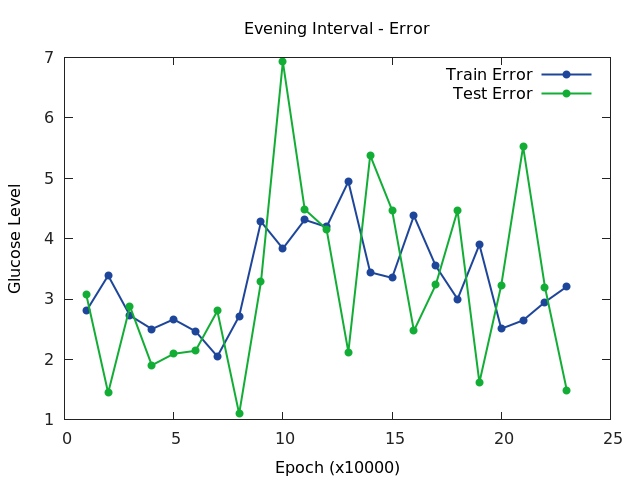 Evening Interval - Error
Train Error
Test Error
Glucose Level
7
6
5
4
3
2
1
0 5 10 15 20 25
Epoch (x10000)